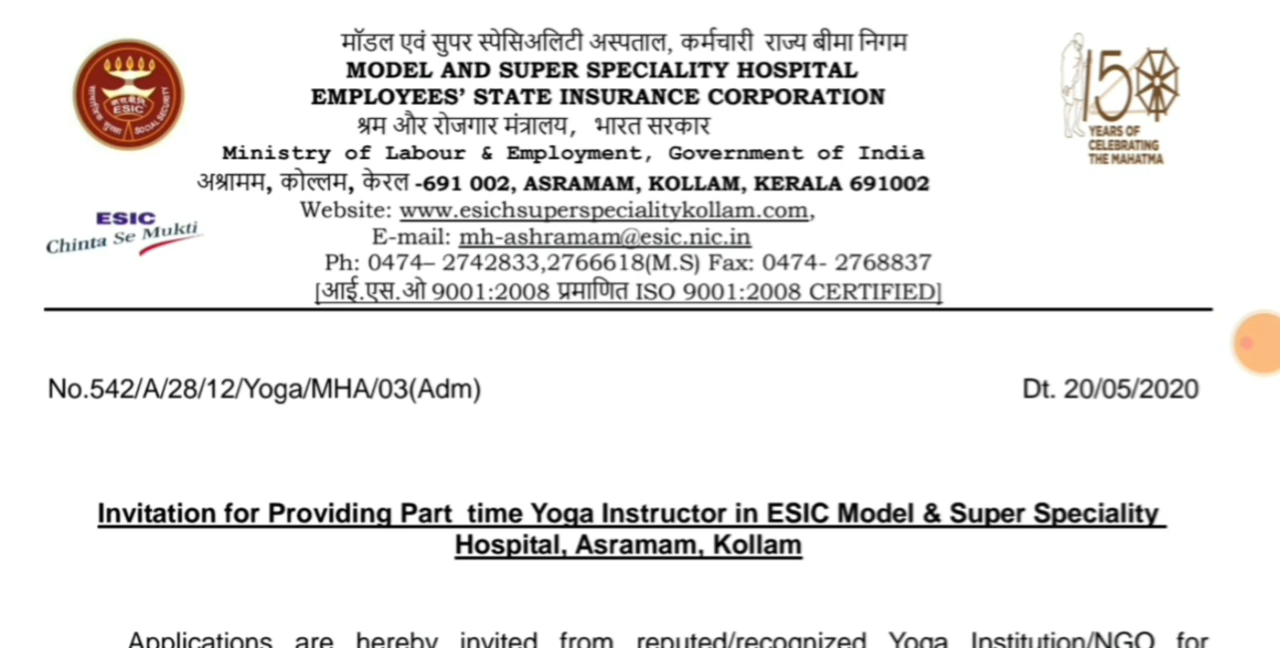 मॉडल एवं सुपर स्पेसिअलिटी अस्पताल, कर्मचारी राज्य बीमा निगम
MODEL AND SUPER SPECIALITY HOSPITAL
EMPLOYEES’ STATE INSURANCE CORPORATION
श्रम और रोजगार मंत्रालय, भारत सरकार
Ministry of Labour & Employment, Government of India
अश्रामम, कोल्लम, केरल -691 002, ASRAMAM, KOLLAM, KERALA 691002
Website: www.esichsuperspecialitykollam.com,
E-mail: mh-ashramam@esic.nic.in
Ph: 0474– 2742833,2766618(M.S) Fax: 0474- 2768837
[आई.एस.ओ 9001:2008 प्रमाणित ISO 9001:2008 CERTIFIED]
ESIC
SOCIAL SECURITY
ESIC
Chinta Se Mukti
150
YEARS OF
CELEBRATING
THE MAHATMA
No.542/A/28/12/Yoga/MHA/03(Adm)
Dt. 20/05/2020
Invitation for Providing Part time Yoga Instructor in ESIC Model & Super Speciality
Hospital, Asramam, Kollam
Applications are hereby invited from reputed/recognized Yoga Institution/NGO for